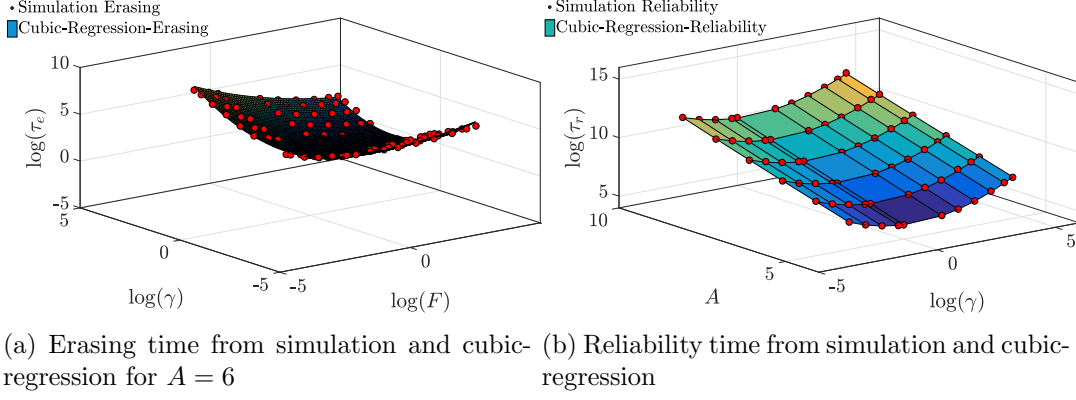 Simulation Erasing
Cubic-Regression-Erasing
10
5
0
-5
log(τ_e)
5
0
-5
log(γ)
-5
0
log(F)
Simulation Reliability
Cubic-Regression-Reliability
15
10
5
log(τ_r)
10
5
A
-5
0
5
log(γ)
(a) Erasing time from simulation and cubic-
regression for A = 6
(b) Reliability time from simulation and cubic-
regression